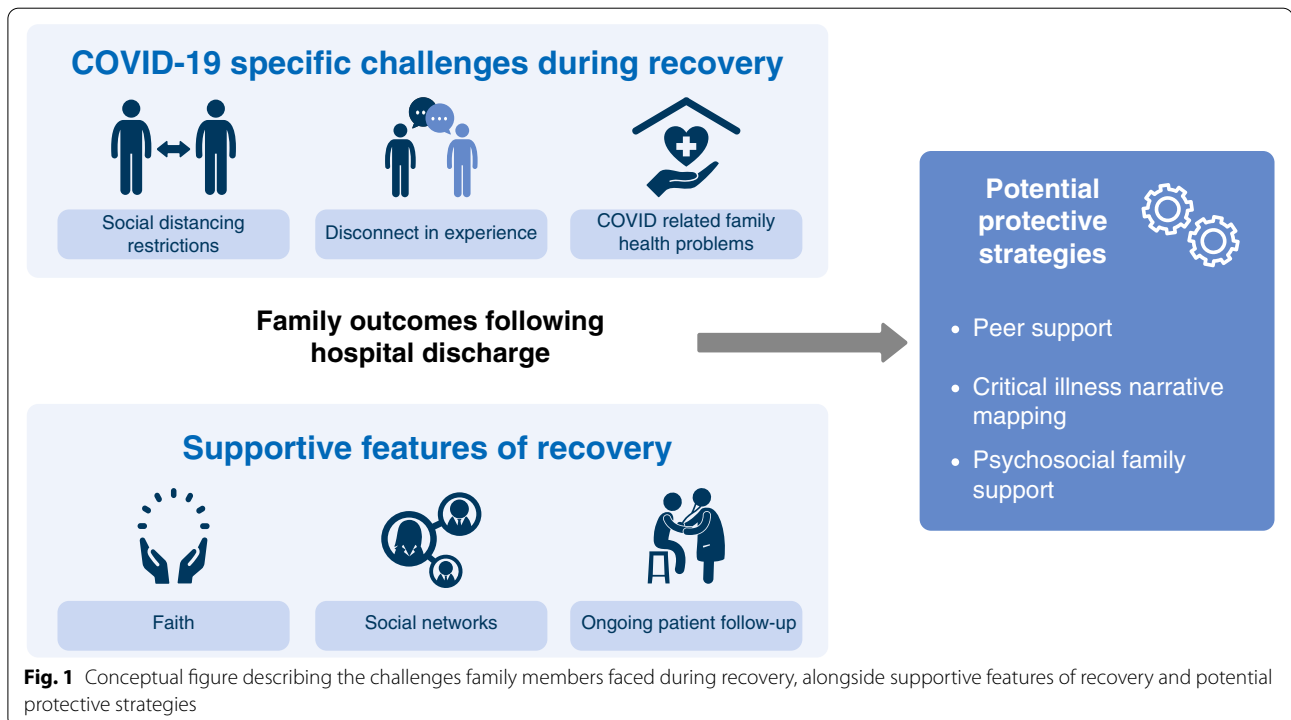 COVID-19 specific challenges during recovery
Social distancing
restrictions
Disconnect in experience
COVID related family
health problems
Family outcomes following
hospital discharge
Supportive features of recovery
Faith
Social networks
Ongoing patient follow-up
Potential
protective
strategies
• Peer support
• Critical illness narrative
mapping
• Psychosocial family
support
Fig. 1 Conceptual figure describing the challenges family members faced during recovery, alongside supportive features of recovery and potential
protective strategies